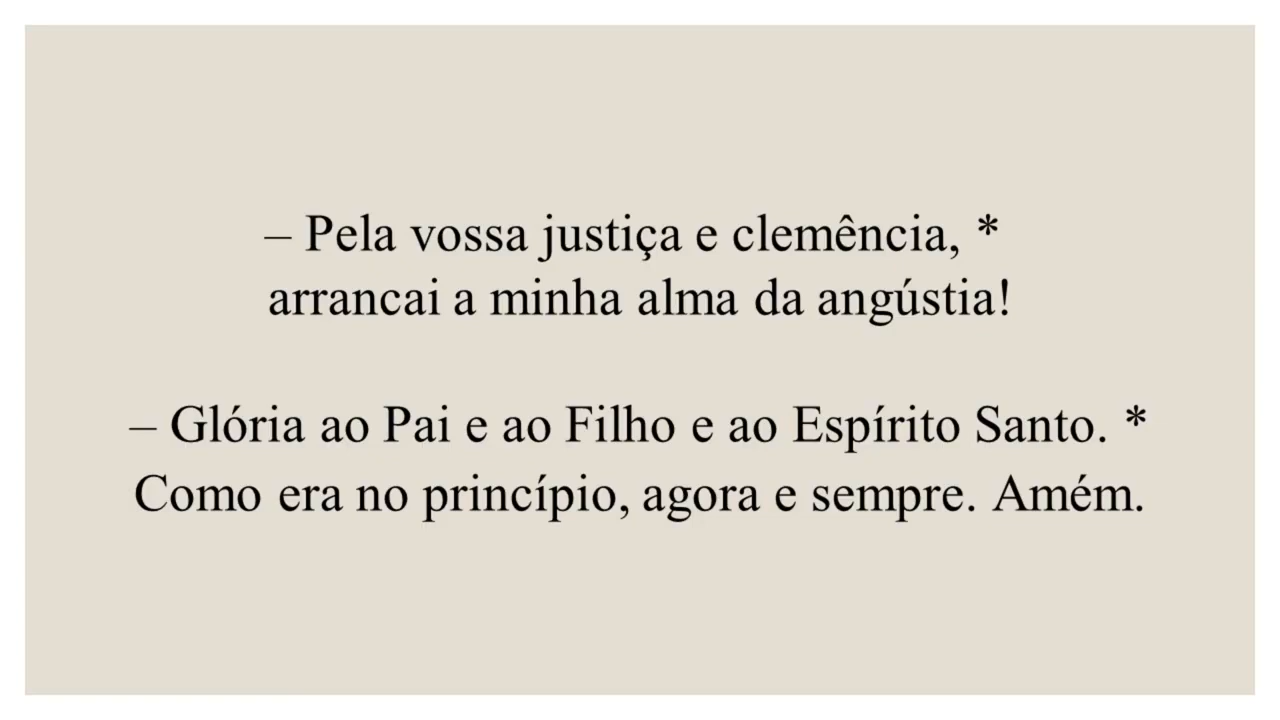 – Pela vossa justiça e clemência, *
arrancai a minha alma da angústia!
– Glória ao Pai e ao Filho e ao Espírito Santo. *
Como era no princípio, agora e sempre. Amém.